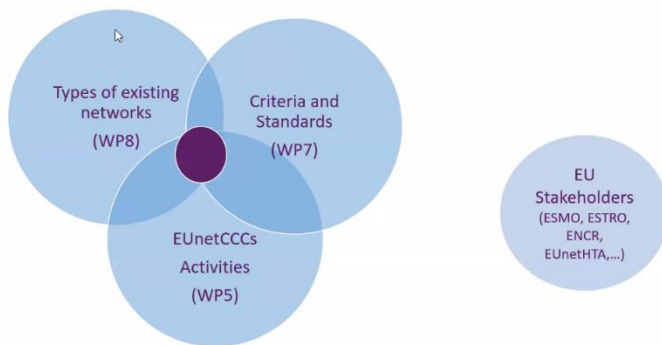 Types of existing
networks
(WP8)
Criteria and
Standards
(WP7)
EUnetCCCs
Activities
(WP5)
EU
Stakeholders
(ESMO, ESTRO,
ENCR,
EUnetHTA,...)